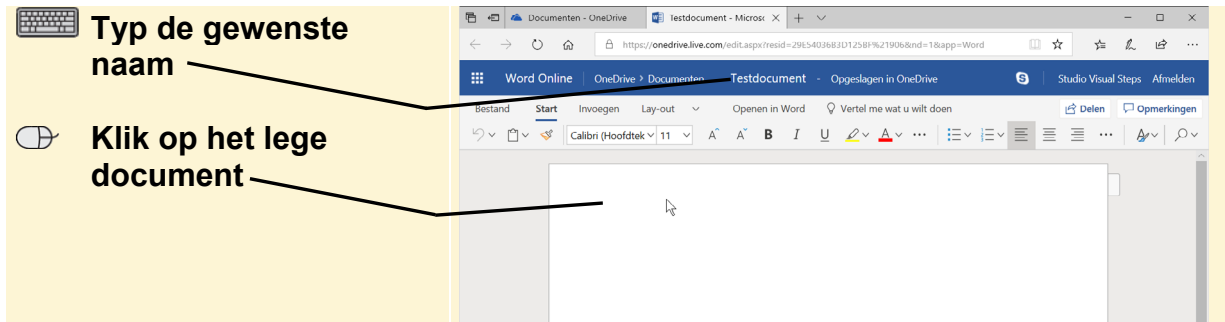 Typ de gewenste
naam
Klik op het lege
document
Documenten - OneDrive
Testdocument - Microsc
https://onedrive.live.com/edit.aspx?resid=29E54036B3D125BF%21906&nd=1&app=Word
Word Online OneDrive > Documenten Testdocument - Opgeslagen in OneDrive Studio Visual Steps Afmelden
Bestand Start Invoegen Lay-out Openen in Word Vertel me wat u wilt doen Delen Opmerkingen
Calibri (Hoofdtek 11 A A B I U A